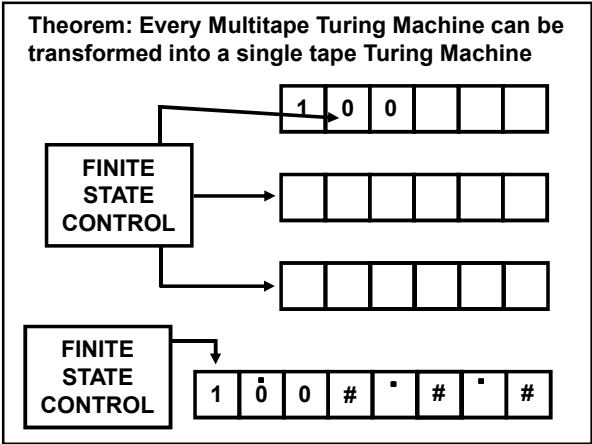 Theorem: Every Multitape Turing Machine can be
transformed into a single tape Turing Machine
1 0 0
FINITE
STATE
CONTROL
FINITE
STATE
CONTROL
1 0̇ 0 # ˙ # ˙ #